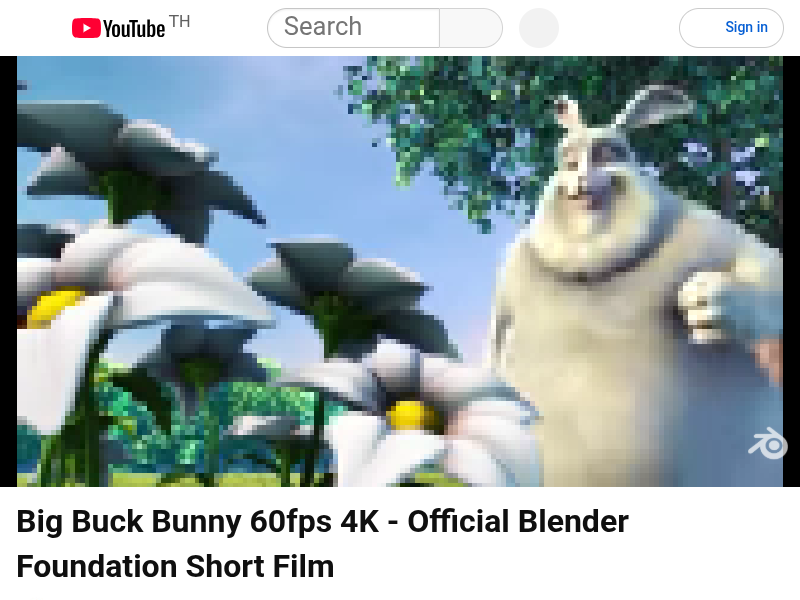 YouTube TH
Search
Sign in
Big Buck Bunny 60fps 4K - Official Blender
Foundation Short Film